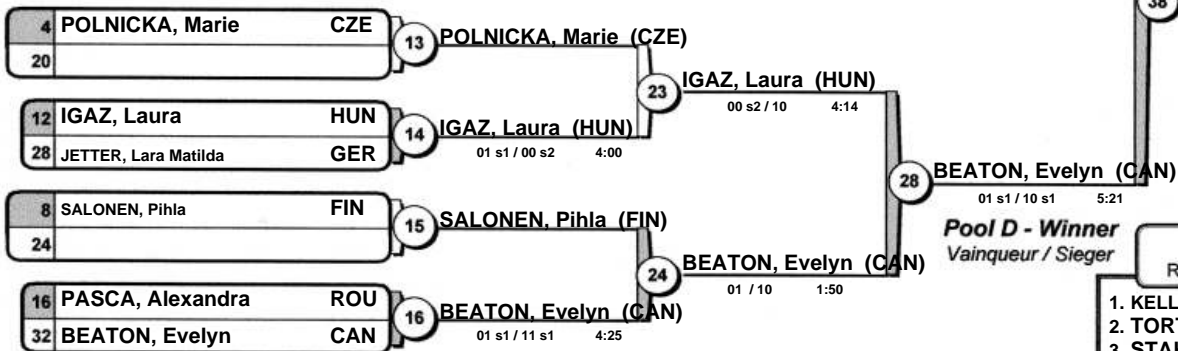 4 POLNICKA, Marie CZE
20
13 POLNICKA, Marie (CZE)
12 IGAZ, Laura HUN
28 JETTER, Lara Matilda GER
14 IGAZ, Laura (HUN)
01 s1 / 00 s2 4:00
23 IGAZ, Laura (HUN)
00 s2 / 10 4:14
8 SALONEN, Pihla FIN
24
15 SALONEN, Pihla (FIN)
16 PASCA, Alexandra ROU
32 BEATON, Evelyn CAN
16 BEATON, Evelyn (CAN)
01 s1 / 11 s1 4:25
24 BEATON, Evelyn (CAN)
01 / 10 1:50
28 BEATON, Evelyn (CAN)
01 s1 / 10 s1 5:21
38
Pool D - Winner
Vainqueur / Sieger
R
1. KELL
2. TORT